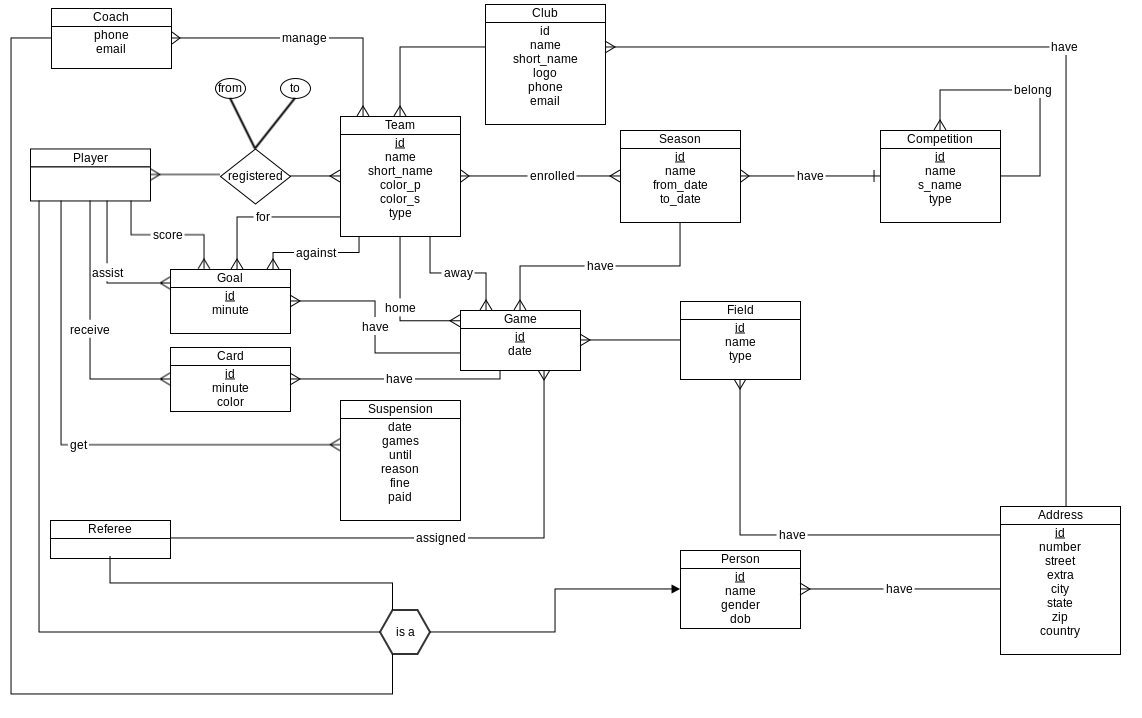 Coach
phone
email
manage
Club
id
name
short_name
logo
phone
email
have
from
to
belong
Player
registered
Team
id
name
short_name
color_p
color_s
type
enrolled
Season
id
name
from_date
to_date
have
Competition
id
name
s_name
type
for
score
against
assist
away
have
Goal
id
minute
home
have
receive
Game
id
date
Field
id
name
type
Card
id
minute
color
have
get
Suspension
date
games
until
reason
fine
paid
Referee
assigned
have
Address
id
number
street
extra
city
state
zip
country
Person
id
name
gender
dob
have
is a